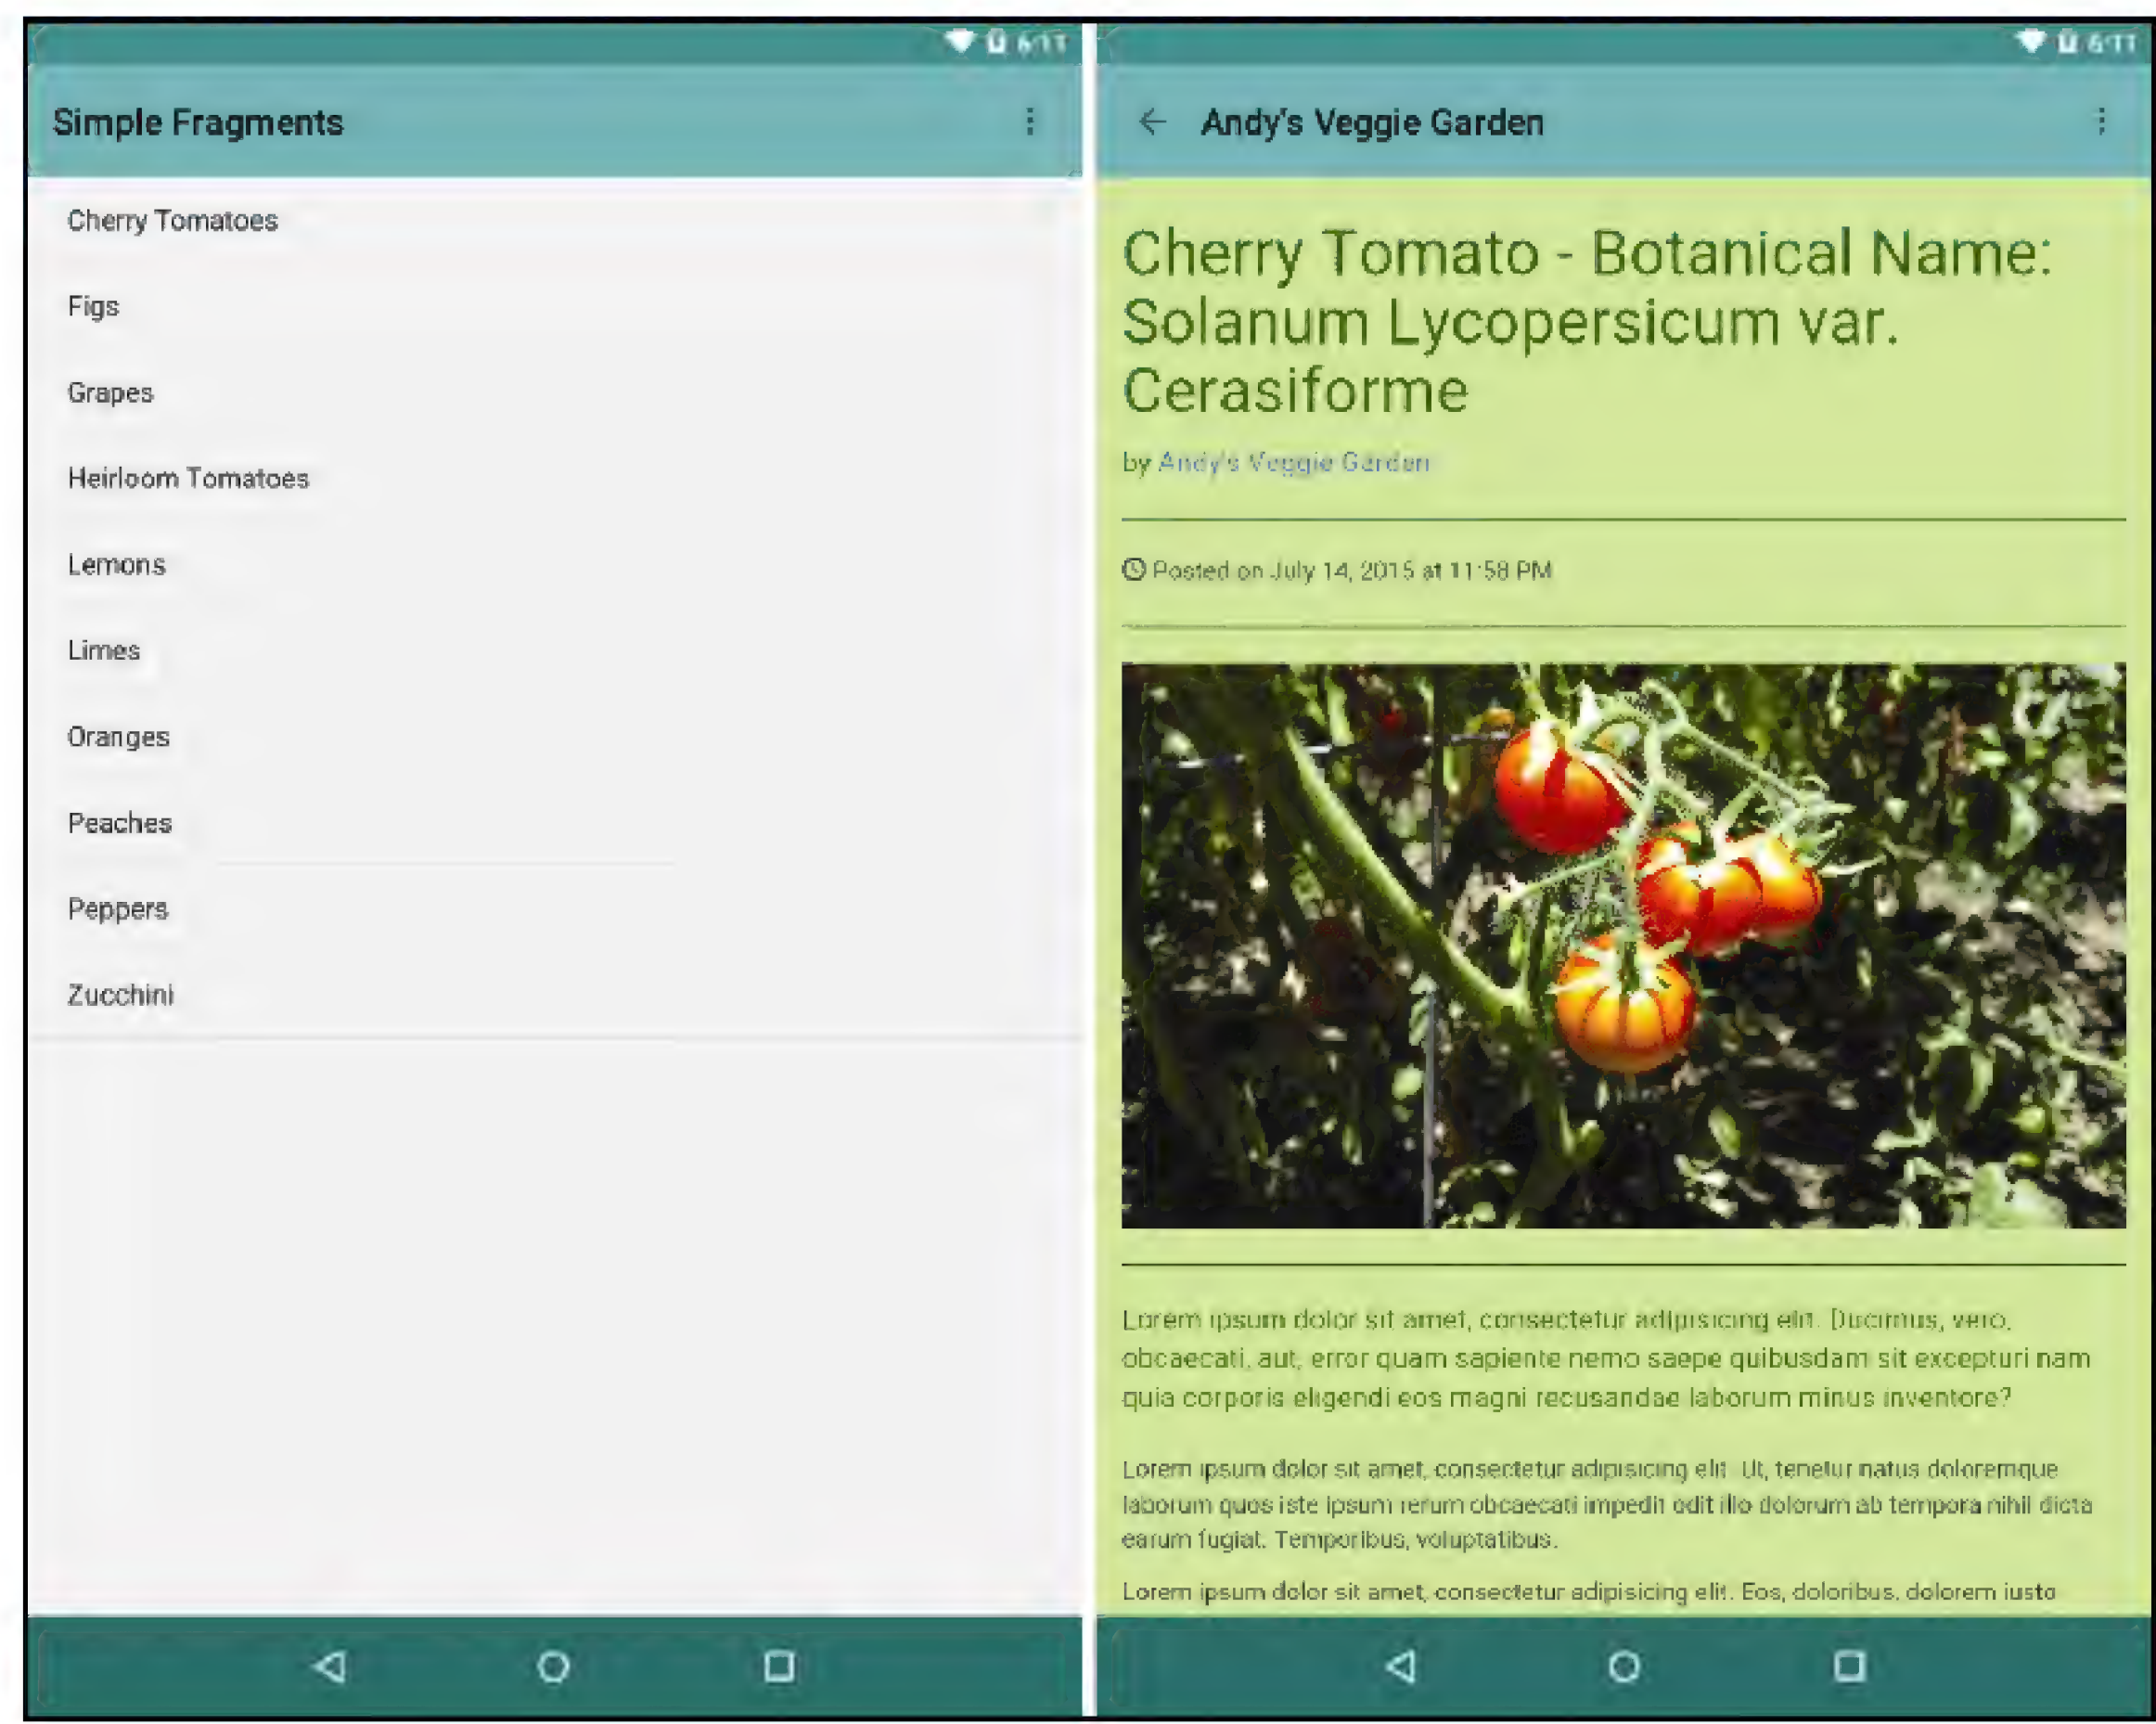 6:11
Simple Fragments
Cherry Tomatoes
Figs
Grapes
Heirloom Tomatoes
Lemons
Limes
Oranges
Peaches
Peppers
Zucchini
6:11
Andy's Veggie Garden
Cherry Tomato - Botanical Name:
Solanum Lycopersicum var.
Cerasiforme
by Andy's Veggie Garden
Posted on July 14, 2015 at 11:58 PM
Lorem ipsum dolor sit amet, consectetur adipisicing elit. Ducimus, vero,
obcaecati, aut, error quam sapiente nemo saepe quibusdam sit excepturi nam
quia corporis eligendi eos magni recusandae laborum minus inventore?
Lorem ipsum dolor sit amet, consectetur adipisicing elit. Ut, tenetur natus doloremque
laborum quos iste ipsum rerum obcaecati impedit odit illo dolorum ab tempora nihil dicta
earum fugiat. Temporibus, voluptatibus.
Lorem ipsum dolor sit amet, consectetur adipisicing elit. Eos, doloribus, dolorem iusto